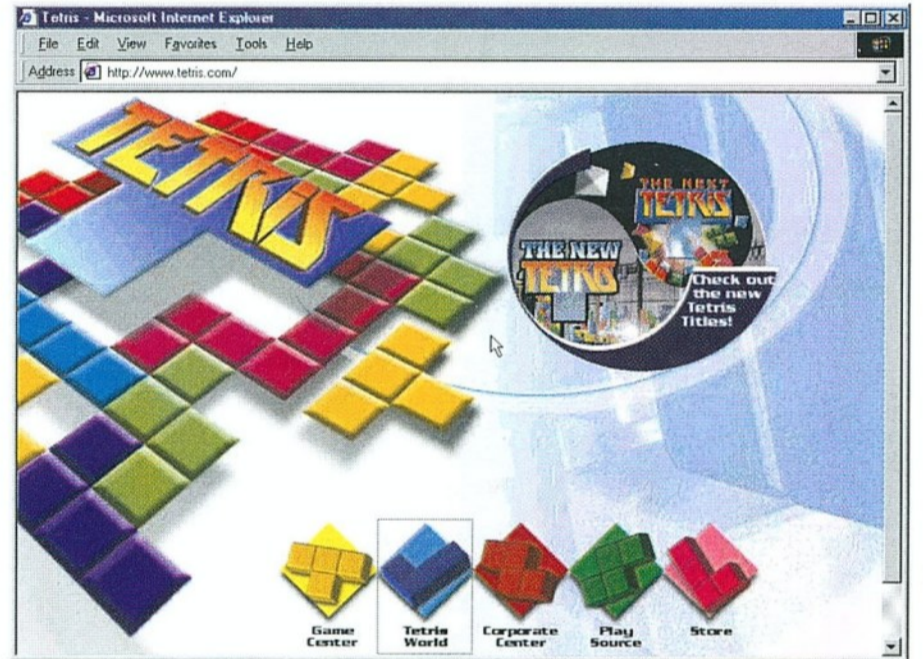 Tetris - Microsoft Internet Explorer
File Edit View Favorites Tools Help
Address http://www.tetris.com/
TETRIS
THE NEXT
TETRIS
THE NEW
TETRIS
Check out
the new
Tetris
Titles!
Game
Center
Tetris
World
Corporate
Center
Play
Source
Store